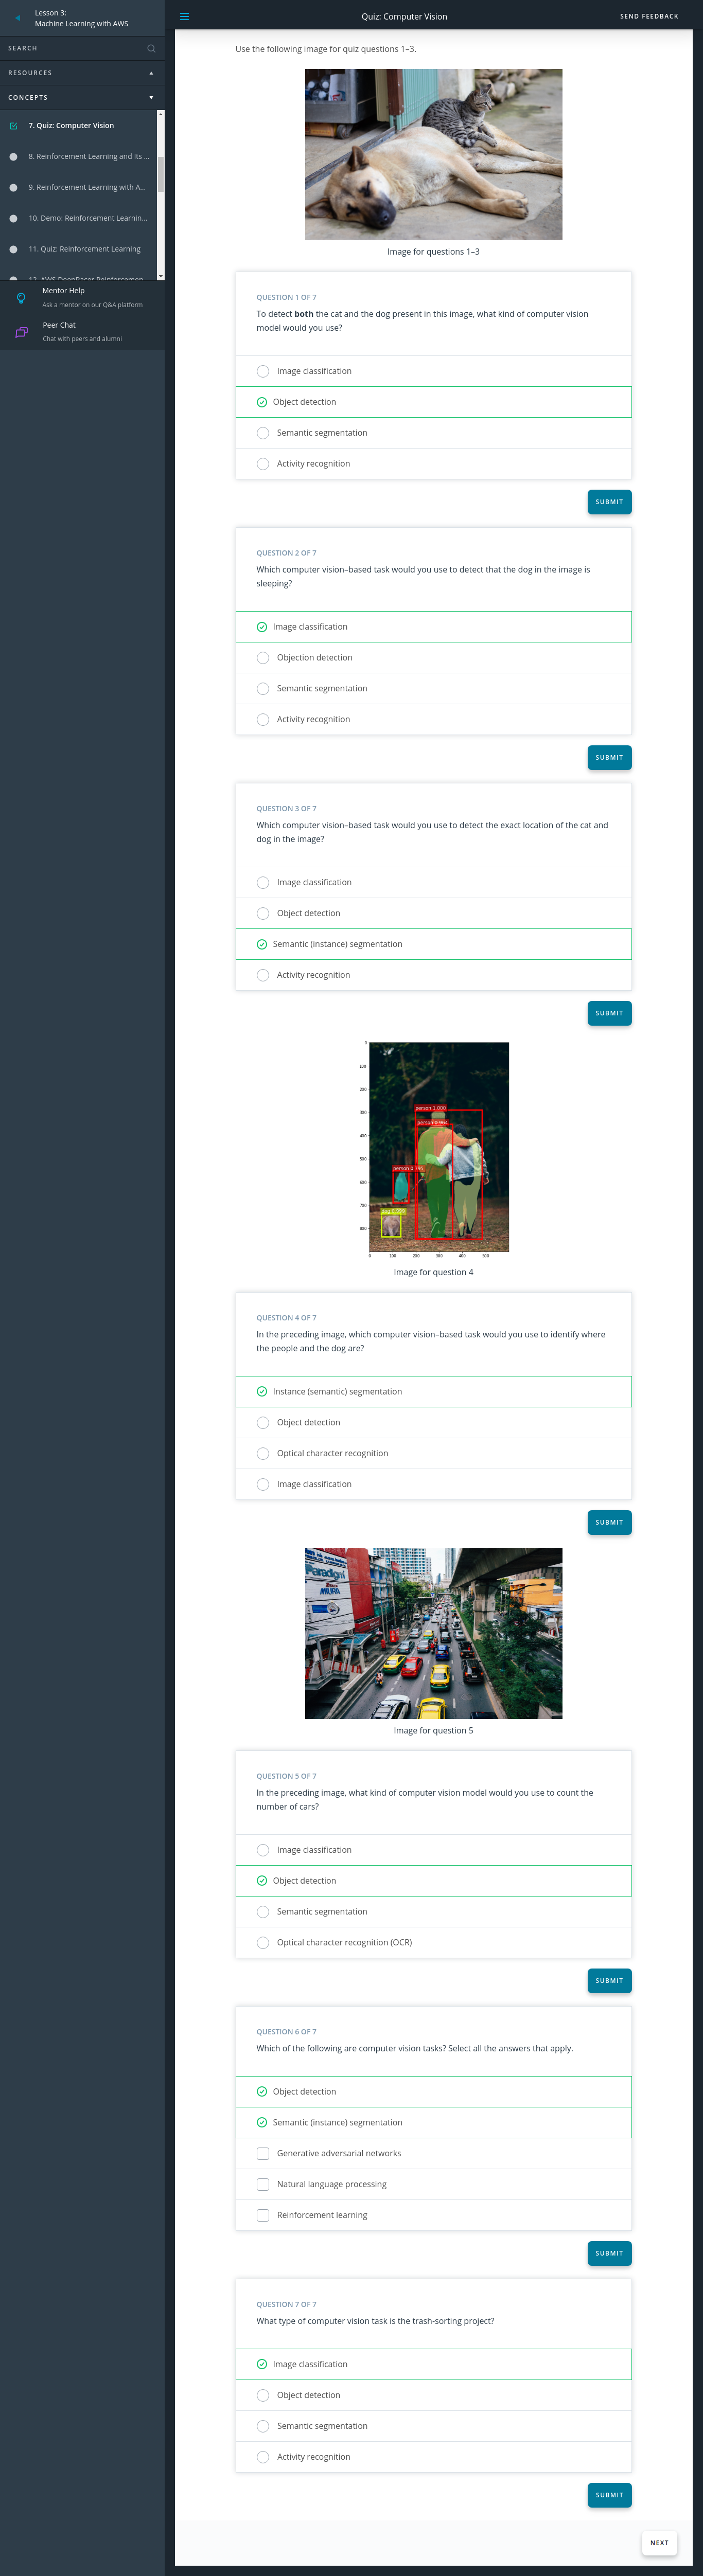 Lesson 3:
Machine Learning with AWS
SEARCH
RESOURCES
CONCEPTS
7. Quiz: Computer Vision
8. Reinforcement Learning and Its ...
9. Reinforcement Learning with A...
10. Demo: Reinforcement Learnin...
11. Quiz: Reinforcement Learning
12. AWS DeepRacer Reinforcemen...
Mentor Help
Ask a mentor on our Q&A platform
Peer Chat
Chat with peers and alumni
Quiz: Computer Vision
SEND FEEDBACK
Use the following image for quiz questions 1–3.
Image for questions 1–3
QUESTION 1 OF 7
To detect both the cat and the dog present in this image, what kind of computer vision
model would you use?
Image classification
Object detection
Semantic segmentation
Activity recognition
SUBMIT
QUESTION 2 OF 7
Which computer vision–based task would you use to detect that the dog in the image is
sleeping?
Image classification
Objection detection
Semantic segmentation
Activity recognition
SUBMIT
QUESTION 3 OF 7
Which computer vision–based task would you use to detect the exact location of the cat and
dog in the image?
Image classification
Object detection
Semantic (instance) segmentation
Activity recognition
SUBMIT
0
100
200
300
400
500
600
700
800
person 1.000
person 0.795
0 100 200 300 400 500
Image for question 4
QUESTION 4 OF 7
In the preceding image, which computer vision–based task would you use to identify where
the people and the dog are?
Instance (semantic) segmentation
Object detection
Optical character recognition
Image classification
SUBMIT
Paradigm
Image for question 5
QUESTION 5 OF 7
In the preceding image, what kind of computer vision model would you use to count the
number of cars?
Image classification
Object detection
Semantic segmentation
Optical character recognition (OCR)
SUBMIT
QUESTION 6 OF 7
Which of the following are computer vision tasks? Select all the answers that apply.
Object detection
Semantic (instance) segmentation
Generative adversarial networks
Natural language processing
Reinforcement learning
SUBMIT
QUESTION 7 OF 7
What type of computer vision task is the trash-sorting project?
Image classification
Object detection
Semantic segmentation
Activity recognition
SUBMIT
NEXT